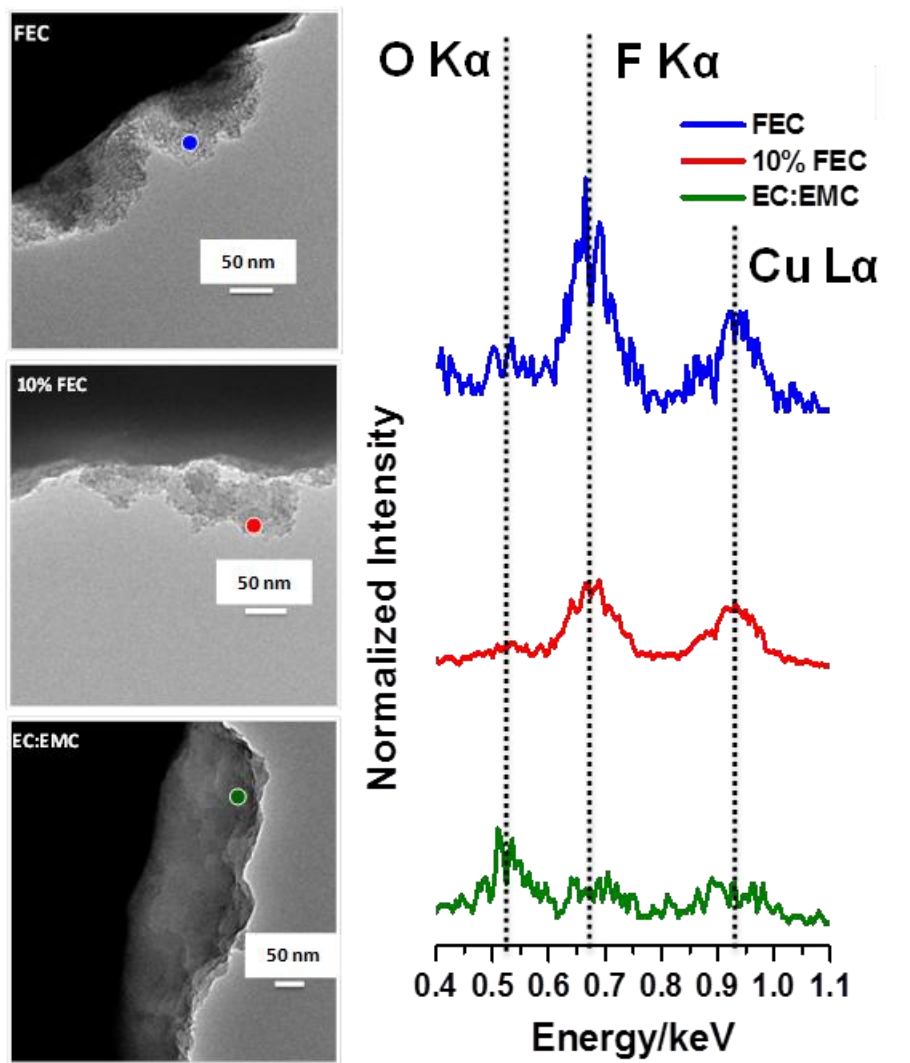 FEC
50 nm
10% FEC
50 nm
EC:EMC
50 nm
O Kα
F Kα
FEC
10% FEC
EC:EMC
Cu Lα
Normalized Intensity
0.4 0.5 0.6 0.7 0.8 0.9 1.0 1.1
Energy/keV